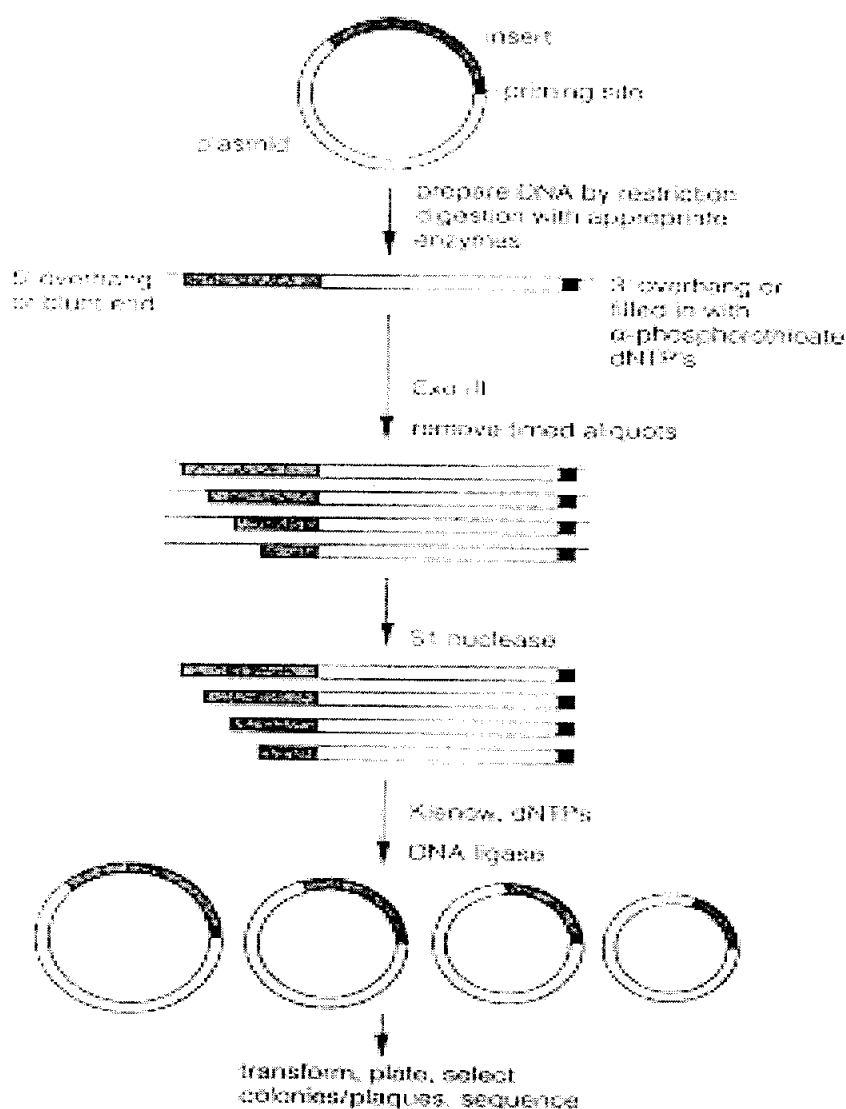 insert
priming site
plasmid
prepare DNA by restriction
digestion with appropriate
enzymes
5' overhang
or blunt end
3' overhang or
filled in with
α-phosphorothioate
dNTP's
Exo III
remove timed aliquots
S1 nuclease
Klenow, dNTPs
DNA ligase
transform, plate, select
colonies/plaques, sequence